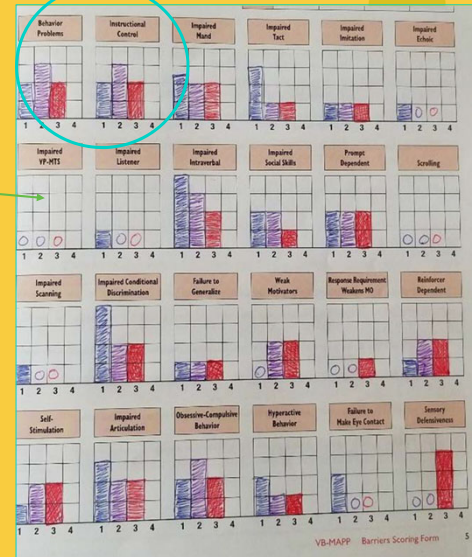 Behavior Instructional Impaired Impaired Impaired Impaired
Problems Control Mand Tact Imitation Echoic
1 2 3 4 1 2 3 4 1 2 3 4 1 2 3 4 1 2 3 4 1 2 3 4
Impaired Impaired Impaired Impaired Prompt
VP-MTS Listener Intraverbal Social Skills Dependent Scrolling
1 2 3 4 1 2 3 4 1 2 3 4 1 2 3 4 1 2 3 4 1 2 3 4
Impaired Impaired Conditional Failure to Weak Response Requirement Reinforcer
Scanning Discrimination Generalize Motivators Weakens MO Dependent
1 2 3 4 1 2 3 4 1 2 3 4 1 2 3 4 1 2 3 4 1 2 3 4
Self- Impaired Obsessive-Compulsive Hyperactive Failure to Sensory
Stimulation Articulation Behavior Behavior Make Eye Contact Defensiveness
1 2 3 4 1 2 3 4 1 2 3 4 1 2 3 4 1 2 3 4 1 2 3 4
VB-MAPP Barriers Scoring Form 5